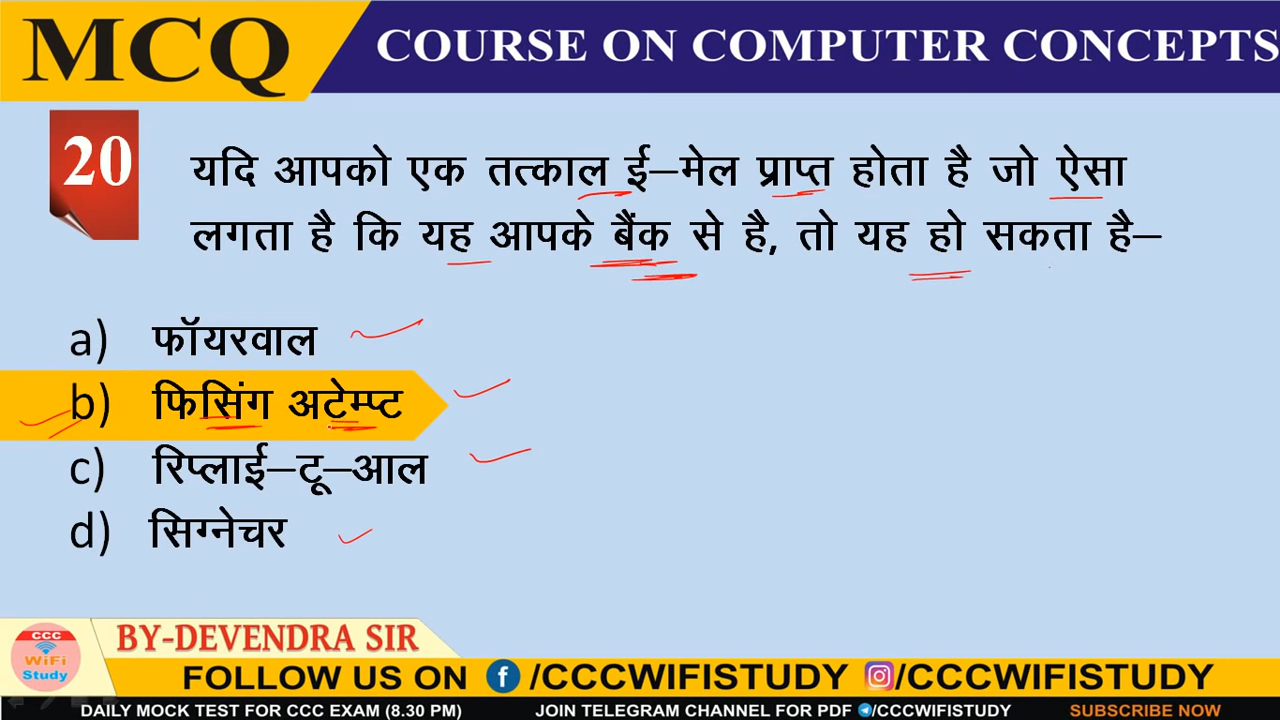 MCQ
COURSE ON COMPUTER CONCEPTS
20
यदि आपको एक तत्काल ई–मेल प्राप्त होता है जो ऐसा
लगता है कि यह आपके बैंक से है, तो यह हो सकता है–
a) फॉयरवाल
b) फिसिंग अटेम्प्ट
c) रिप्लाई–टू–आल
d) सिग्नेचर
CCC
WiFi
Study
BY-DEVENDRA SIR
FOLLOW US ON f /CCCWIFISTUDY /CCCWIFISTUDY
DAILY MOCK TEST FOR CCC EXAM (8.30 PM) JOIN TELEGRAM CHANNEL FOR PDF /CCCWIFISTUDY SUBSCRIBE NOW